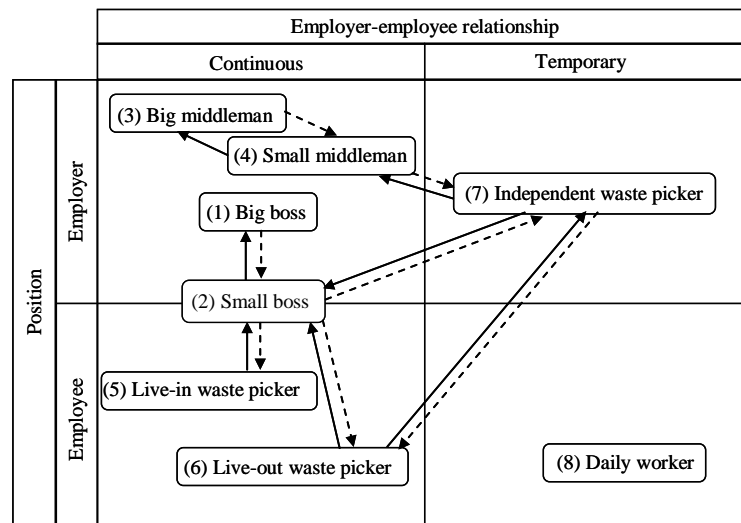 Employer-employee relationship
Continuous
Temporary
Position
Employer
Employee
(3) Big middleman
(4) Small middleman
(7) Independent waste picker
(1) Big boss
(2) Small boss
(5) Live-in waste picker
(6) Live-out waste picker
(8) Daily worker